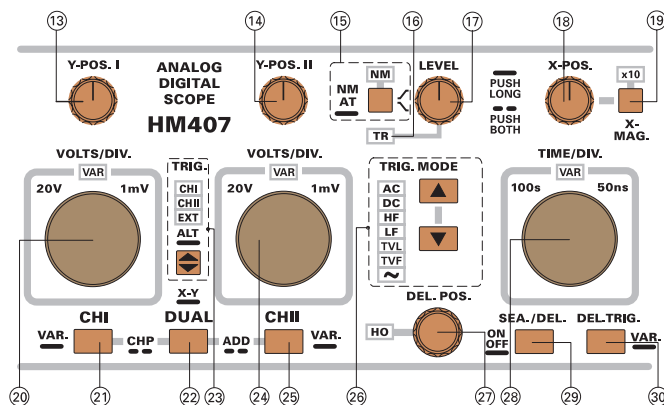 13 14 15 16 17 18 19
Y-POS. I
ANALOG
DIGITAL
SCOPE
HM407
Y-POS. II
NM
AT
NM
LEVEL
TR
PUSH
LONG
PUSH
BOTH
X-POS.
x10
X-
MAG.
VOLTS/DIV.
VAR
20V 1mV
TRIG.
CHI
CHII
EXT
ALT
X-Y
VOLTS/DIV.
VAR
20V 1mV
TRIG. MODE
AC
DC
HF
LF
TVL
TVF
~
TIME/DIV.
VAR
100s 50ns
DEL. POS.
HO
VAR.
CHI
CHP
DUAL
ADD
CHII
VAR.
ON
OFF
SEA./DEL.
DEL.TRIG.
VAR.
20 21 22 23 24 25 26 27 28 29 30